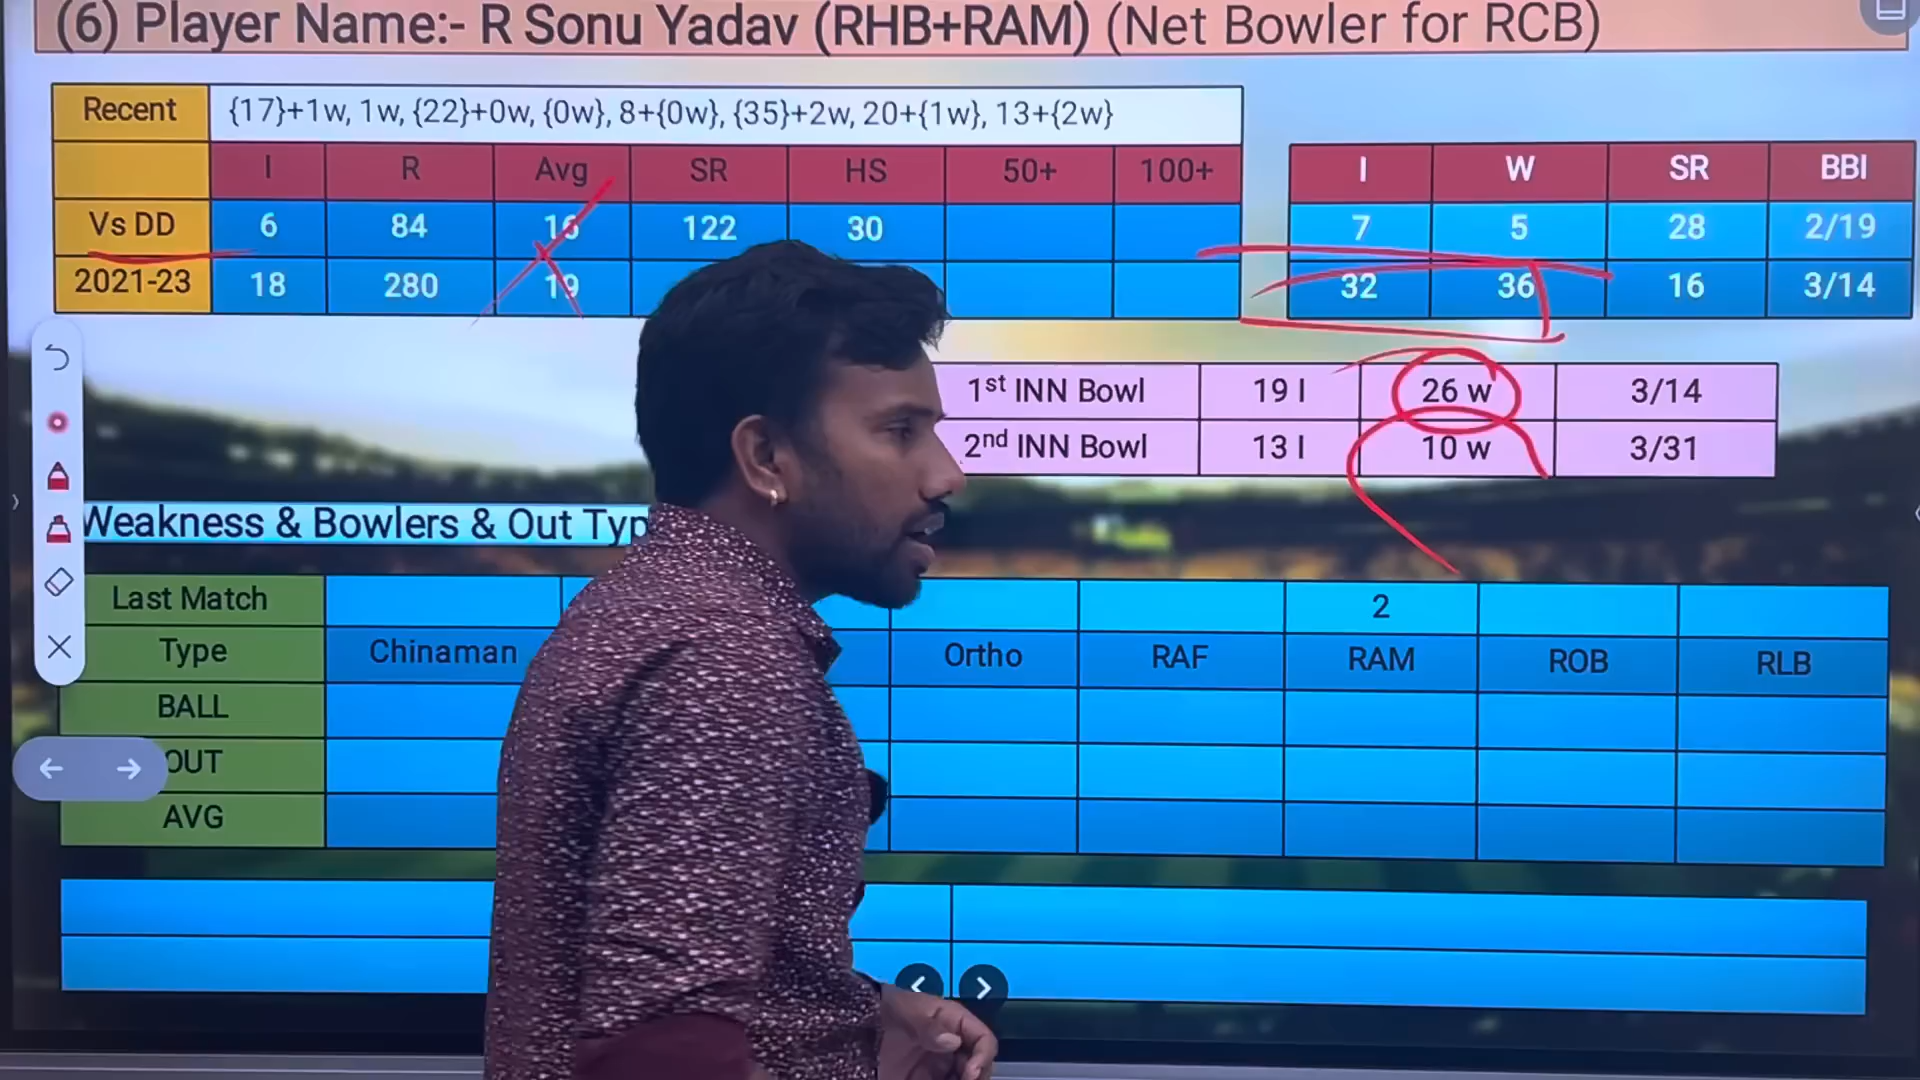 (6) Player Name:- R Sonu Yadav (RHB+RAM) (Net Bowler for RCB)
Recent {17}+1w, 1w, {22}+0w, {0w}, 8+{0w}, {35}+2w, 20+{1w}, 13+{2w}
I R Avg SR HS 50+ 100+ I W SR BBI
Vs DD 6 84 16 122 30 7 5 28 2/19
2021-23 18 280 19 32 36 16 3/14
1st INN Bowl 19 I 26 w 3/14
2nd INN Bowl 13 I 10 w 3/31
Weakness & Bowlers & Out Typ
Last Match 2
Type Chinaman Ortho RAF RAM ROB RLB
BALL
OUT
AVG